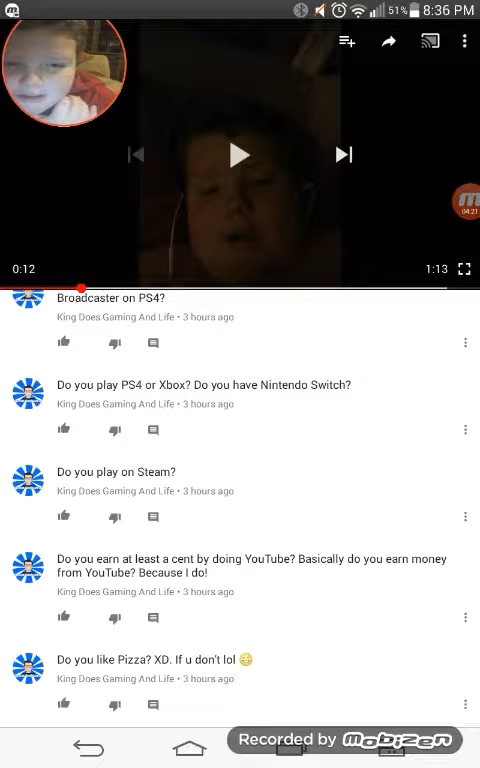 51% 8:36 PM
04:21
0:12 1:13
Broadcaster on PS4?
King Does Gaming And Life • 3 hours ago
Do you play PS4 or Xbox? Do you have Nintendo Switch?
King Does Gaming And Life • 3 hours ago
Do you play on Steam?
King Does Gaming And Life • 3 hours ago
Do you earn at least a cent by doing YouTube? Basically do you earn money
from YouTube? Because I do!
King Does Gaming And Life • 3 hours ago
Do you like Pizza? XD. If u don't lol 😳
King Does Gaming And Life • 3 hours ago
Recorded by mobizen